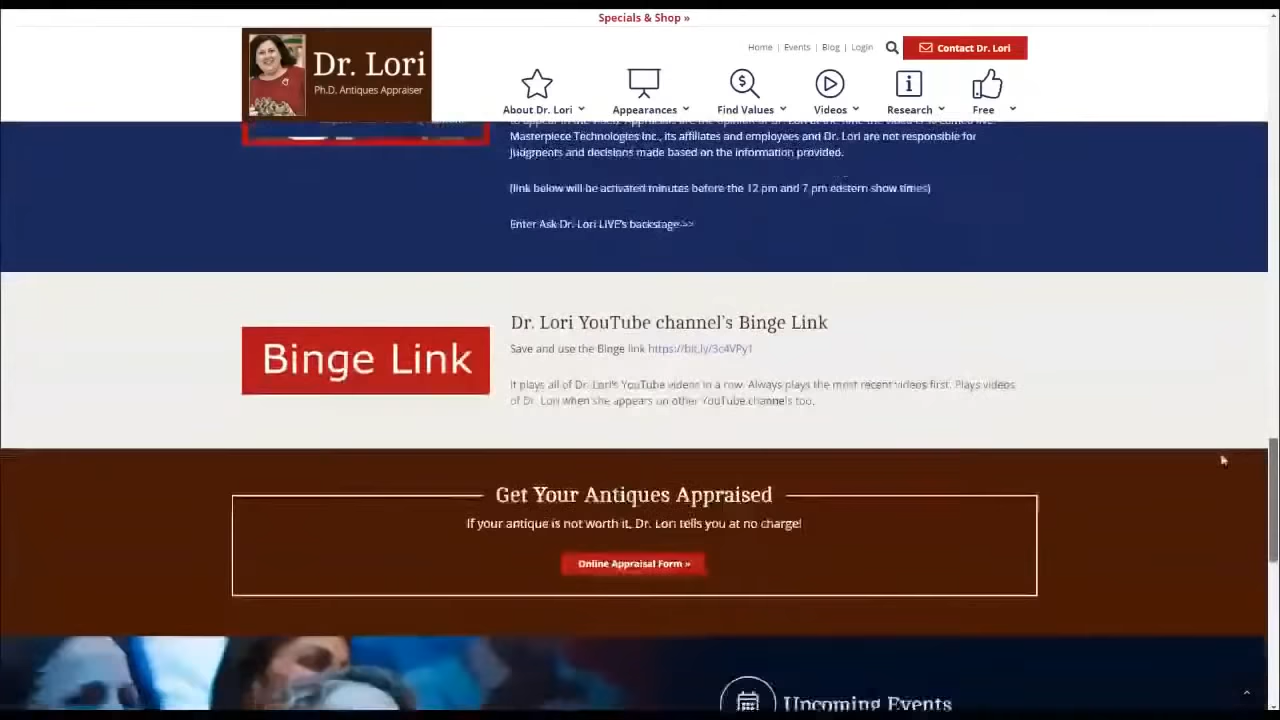 Specials & Shop »
Dr. Lori
Ph.D. Antiques Appraiser
Home | Events | Blog | Login
Contact Dr. Lori
About Dr. Lori
Appearances
Find Values
Videos
Research
Free
Masterpiece Technologies Inc., its affiliates and employees and Dr. Lori are not responsible for
judgments and decisions made based on the information provided.
(link below will be activated minutes before the 12 pm and 7 pm eastern show times)
Enter Ask Dr. Lori LIVE's backstage>>
Binge Link
Dr. Lori YouTube channel's Binge Link
Save and use the Binge link https://bit.ly/3c4VPy1
It plays all of Dr. Lori's YouTube videos in a row. Always plays the most recent videos first. Plays videos
of Dr. Lori when she appears on other YouTube channels too.
Get Your Antiques Appraised
If your antique is not worth it, Dr. Lori tells you at no charge!
Online Appraisal Form »
Upcoming Events